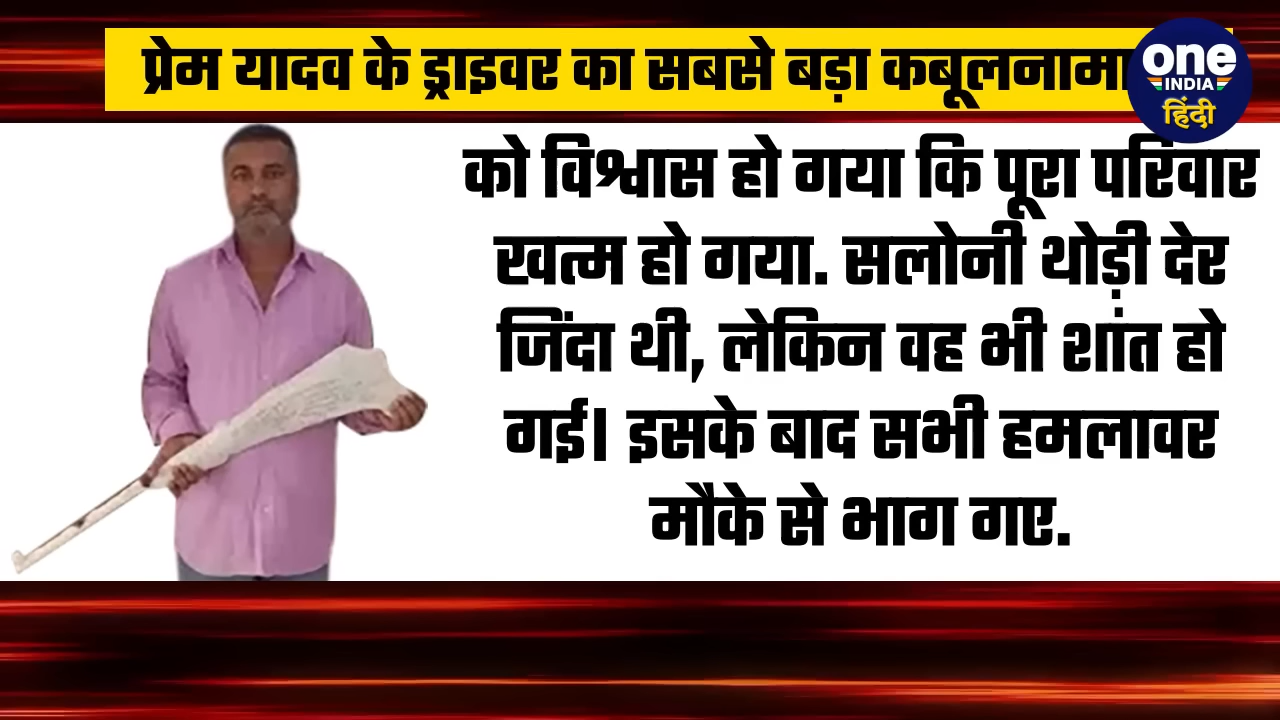 प्रेम यादव के ड्राइवर का सबसे बड़ा कबूलनामा
one
INDIA
हिंदी
को विश्वास हो गया कि पूरा परिवार
खत्म हो गया. सलोनी थोड़ी देर
जिंदा थी, लेकिन वह भी शांत हो
गई। इसके बाद सभी हमलावर
मौके से भाग गए.